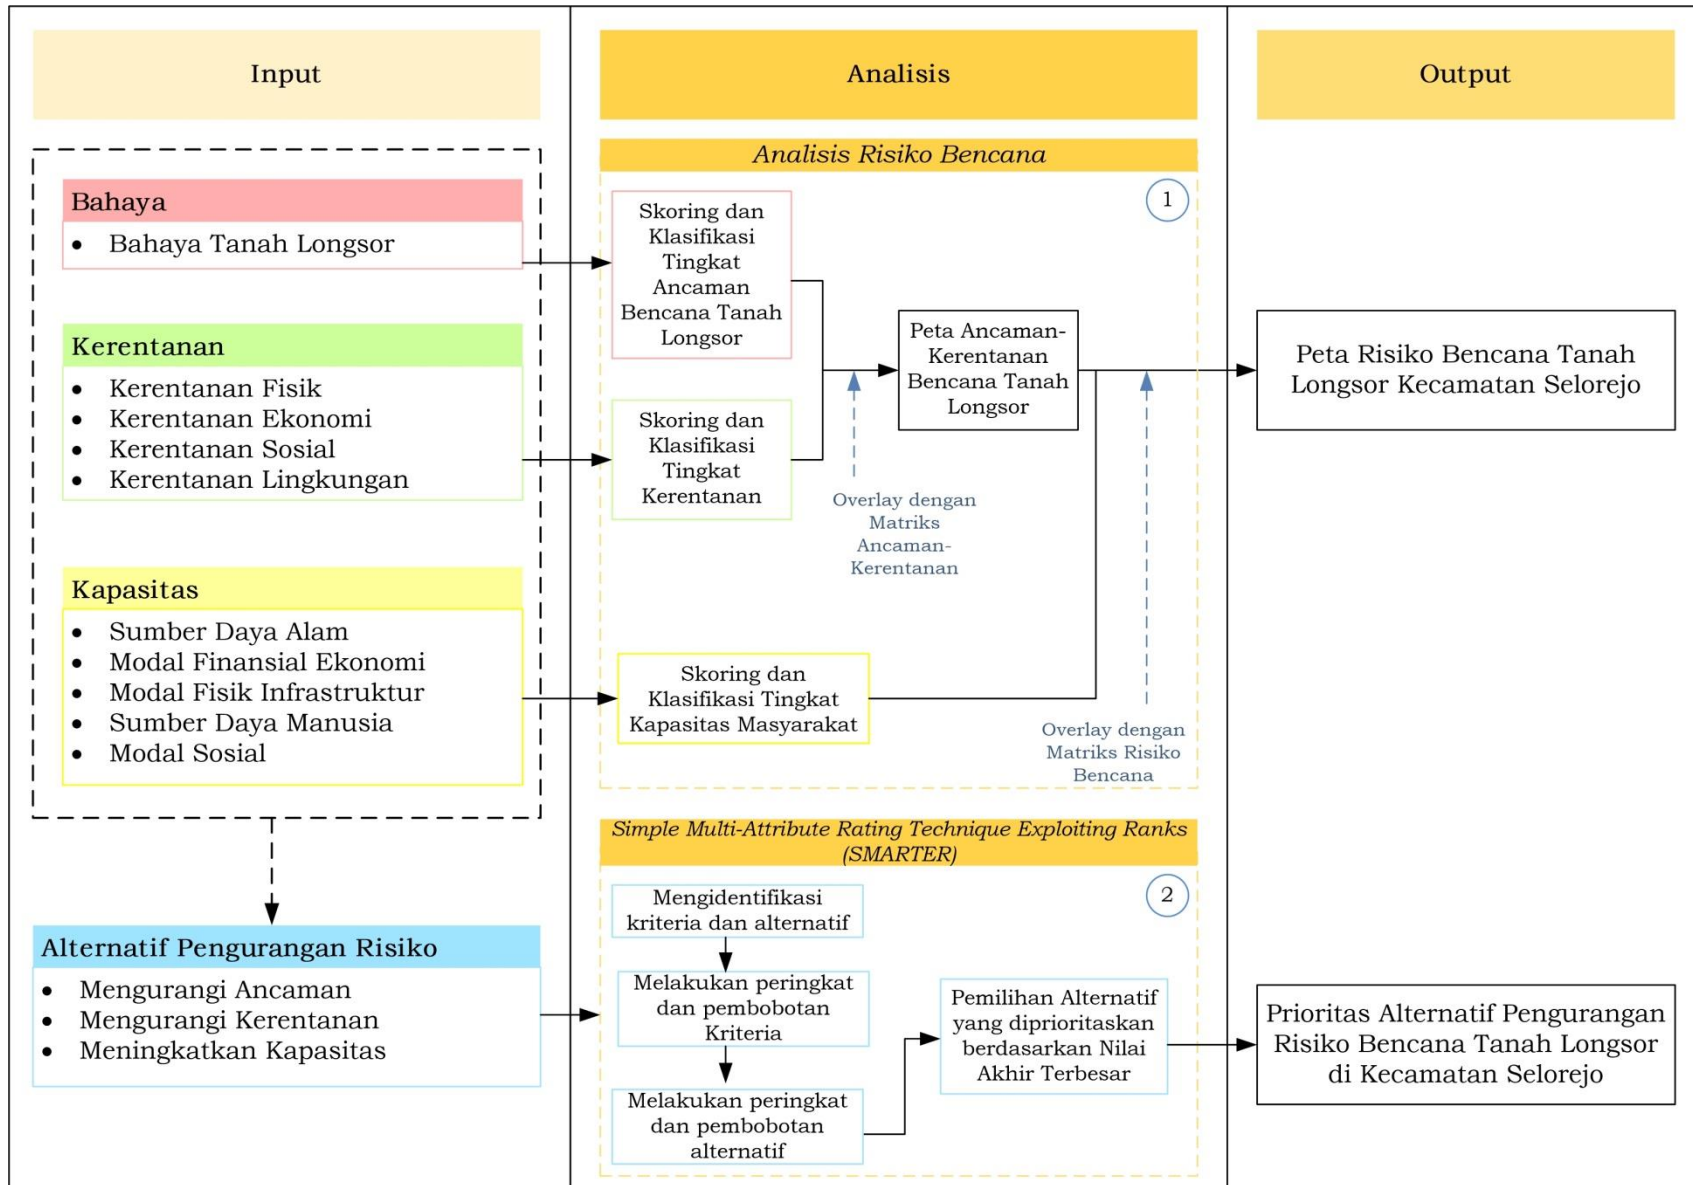 Input
Analisis
Output
Bahaya
• Bahaya Tanah Longsor
Kerentanan
• Kerentanan Fisik
• Kerentanan Ekonomi
• Kerentanan Sosial
• Kerentanan Lingkungan
Kapasitas
• Sumber Daya Alam
• Modal Finansial Ekonomi
• Modal Fisik Infrastruktur
• Sumber Daya Manusia
• Modal Sosial
Alternatif Pengurangan Risiko
• Mengurangi Ancaman
• Mengurangi Kerentanan
• Meningkatkan Kapasitas
Analisis Risiko Bencana
1
Skoring dan
Klasifikasi
Tingkat
Ancaman
Bencana Tanah
Longsor
Skoring dan
Klasifikasi
Tingkat
Kerentanan
Peta Ancaman-
Kerentanan
Bencana Tanah
Longsor
Overlay dengan
Matriks
Ancaman-
Kerentanan
Skoring dan
Klasifikasi Tingkat
Kapasitas Masyarakat
Overlay dengan
Matriks Risiko
Bencana
Simple Multi-Attribute Rating Technique Exploiting Ranks
(SMARTER)
2
Mengidentifikasi
kriteria dan alternatif
Melakukan peringkat
dan pembobotan
Kriteria
Melakukan peringkat
dan pembobotan
alternatif
Pemilihan Alternatif
yang diprioritaskan
berdasarkan Nilai
Akhir Terbesar
Peta Risiko Bencana Tanah
Longsor Kecamatan Selorejo
Prioritas Alternatif Pengurangan
Risiko Bencana Tanah Longsor
di Kecamatan Selorejo